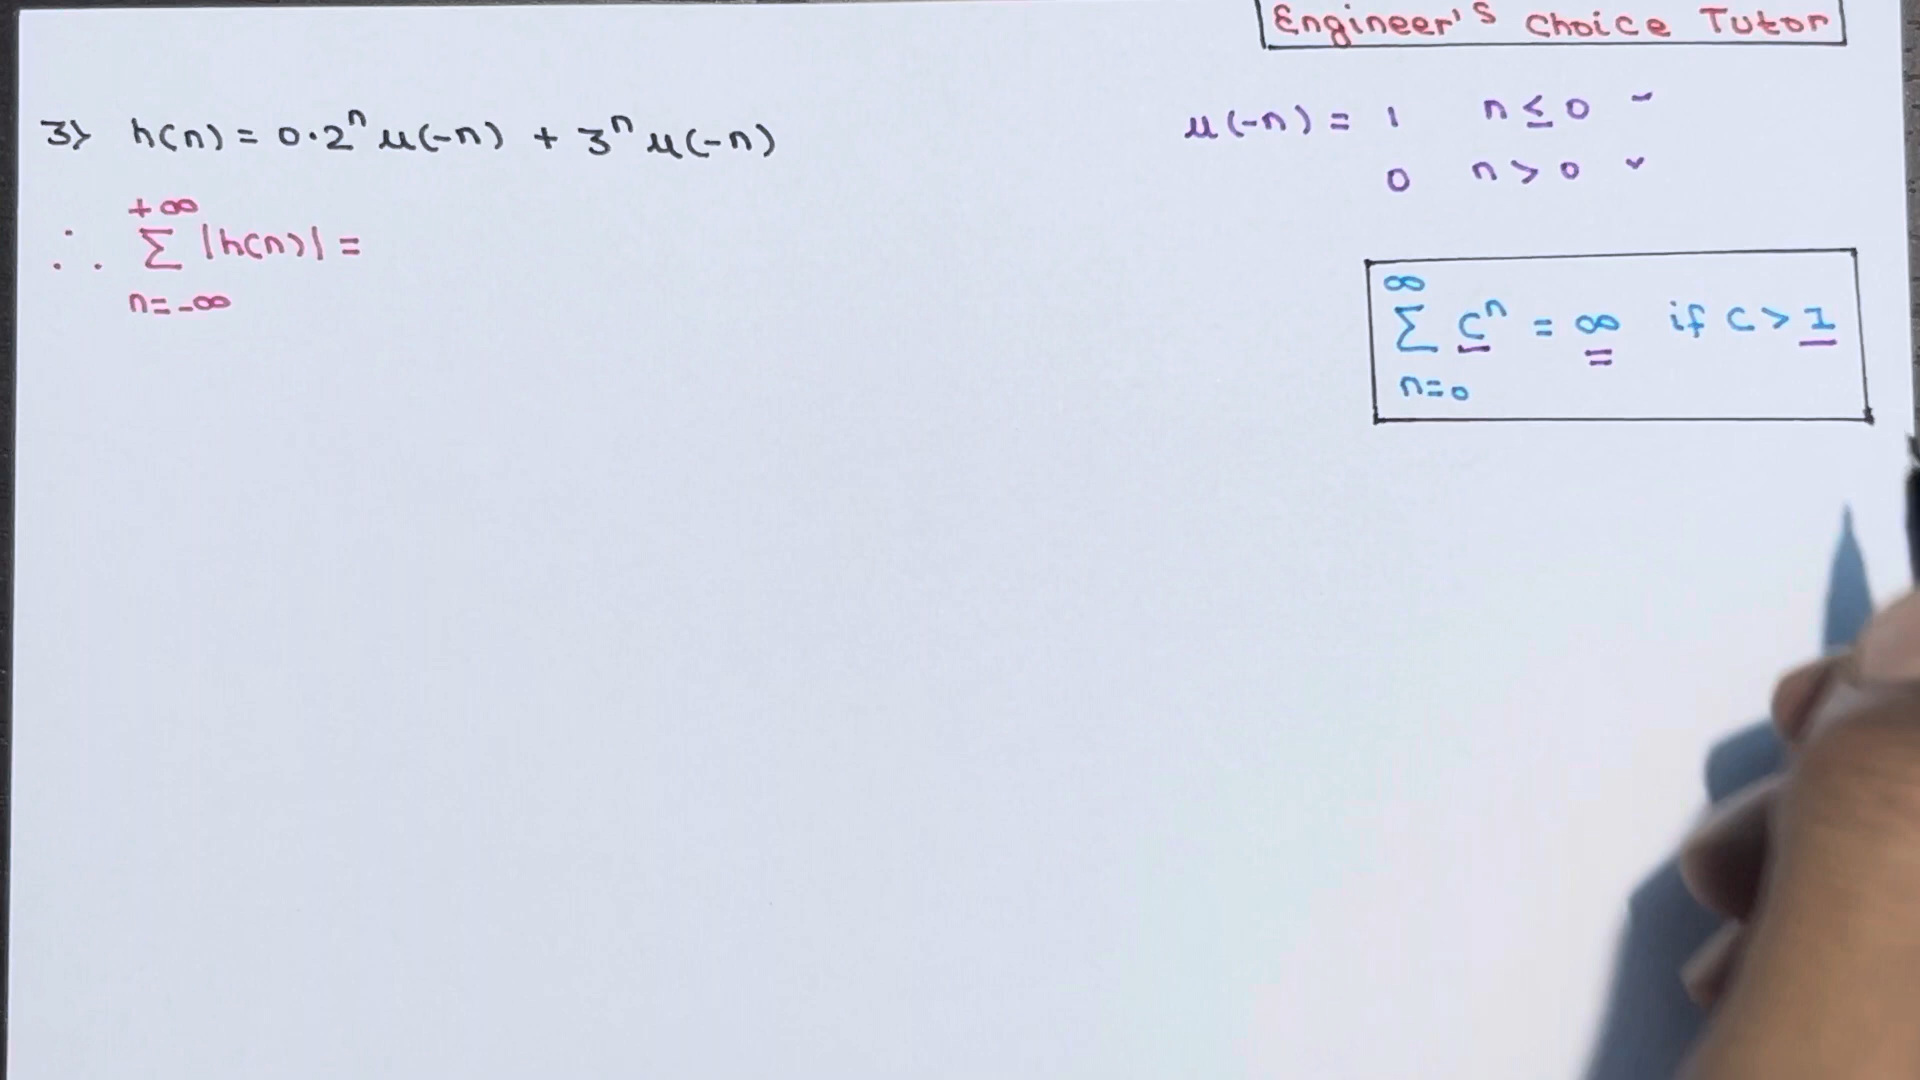 Engineer's Choice Tutor
3> h(n) = 0.2ⁿ u(-n) + 3ⁿ u(-n)
u(-n) = 1 n ≤ 0
0 n > 0
+∞
∴ Σ |h(n)| =
n=-∞
∞
Σ cⁿ = ∞ if c > 1
n=0